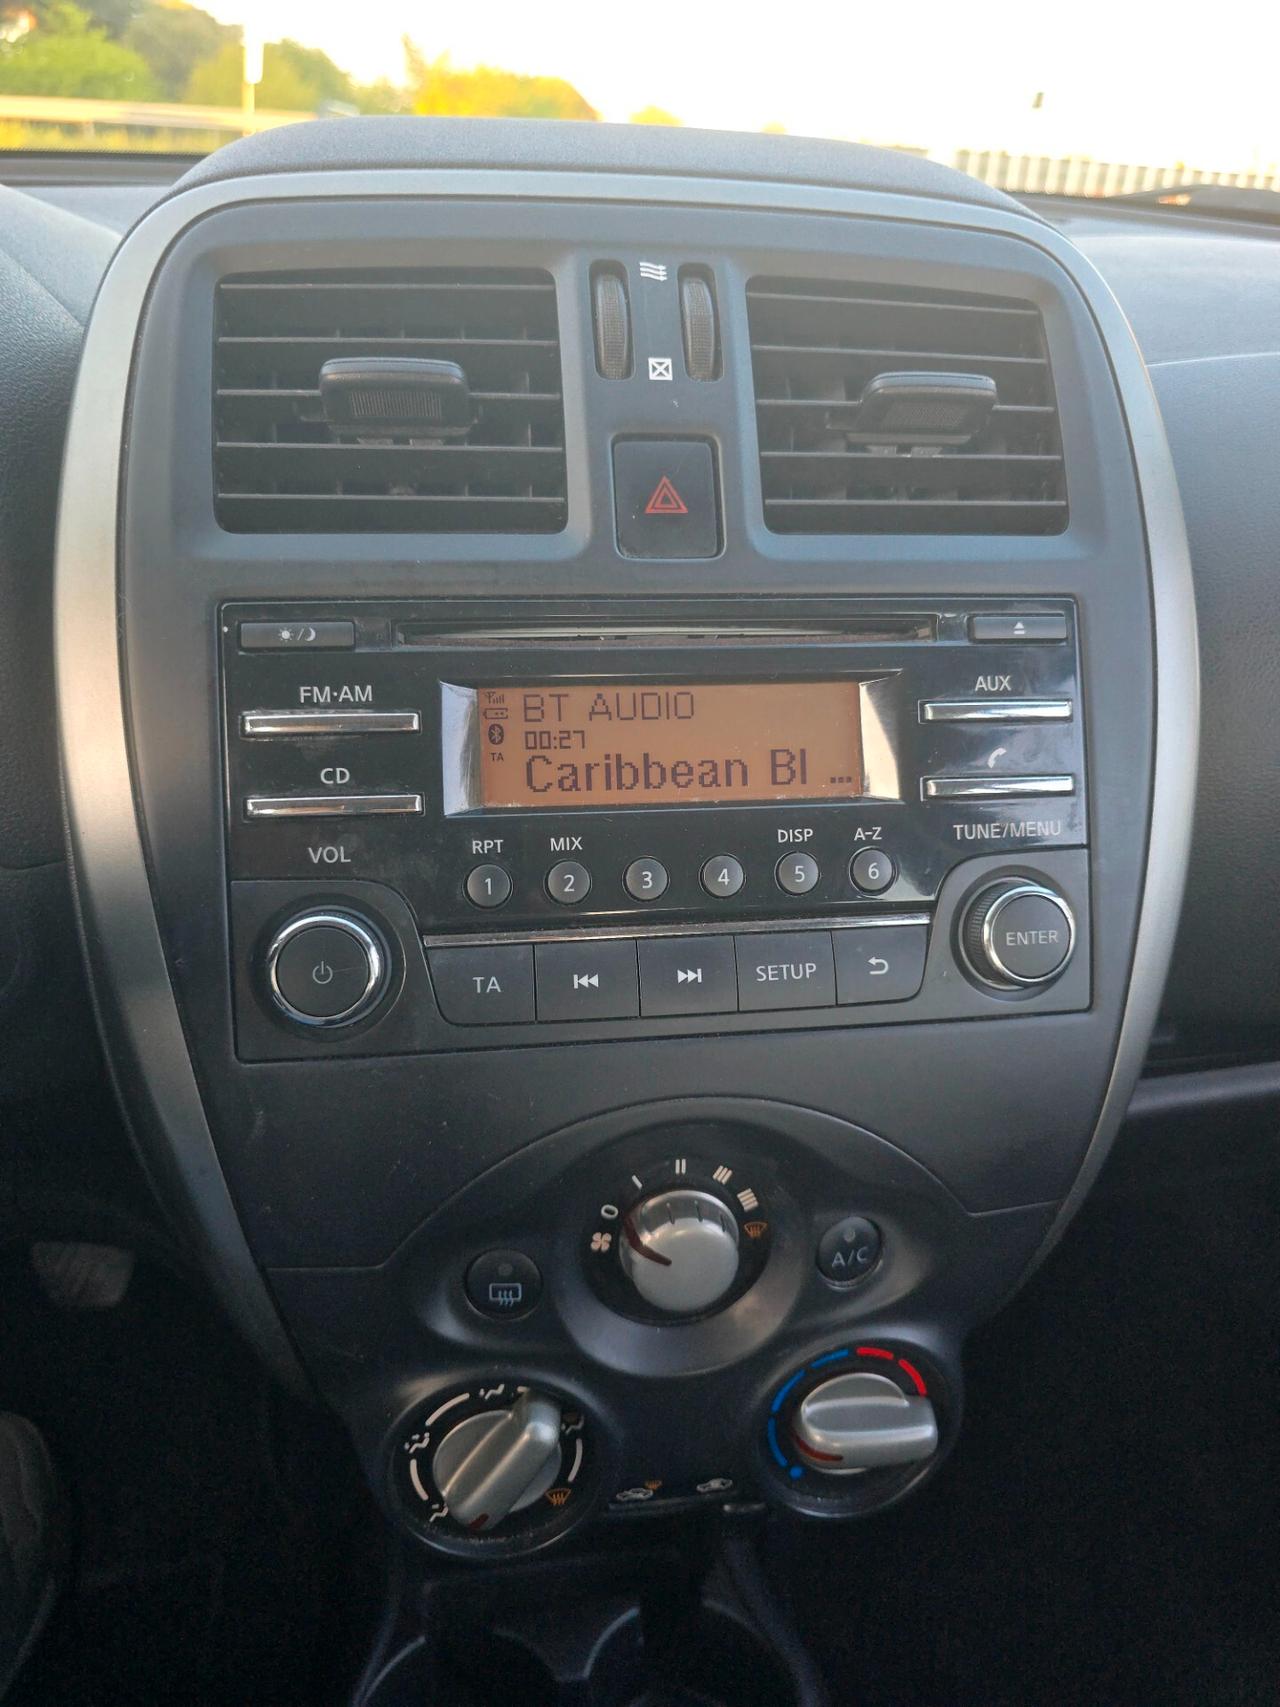 FM·AM
CD
VOL
AUX
TUNE/MENU
BT AUDIO
00:27
TA
Caribbean Bl ...
RPT MIX DISP A-Z
1 2 3 4 5 6
TA SETUP
ENTER
0 I II III IIII
A/C